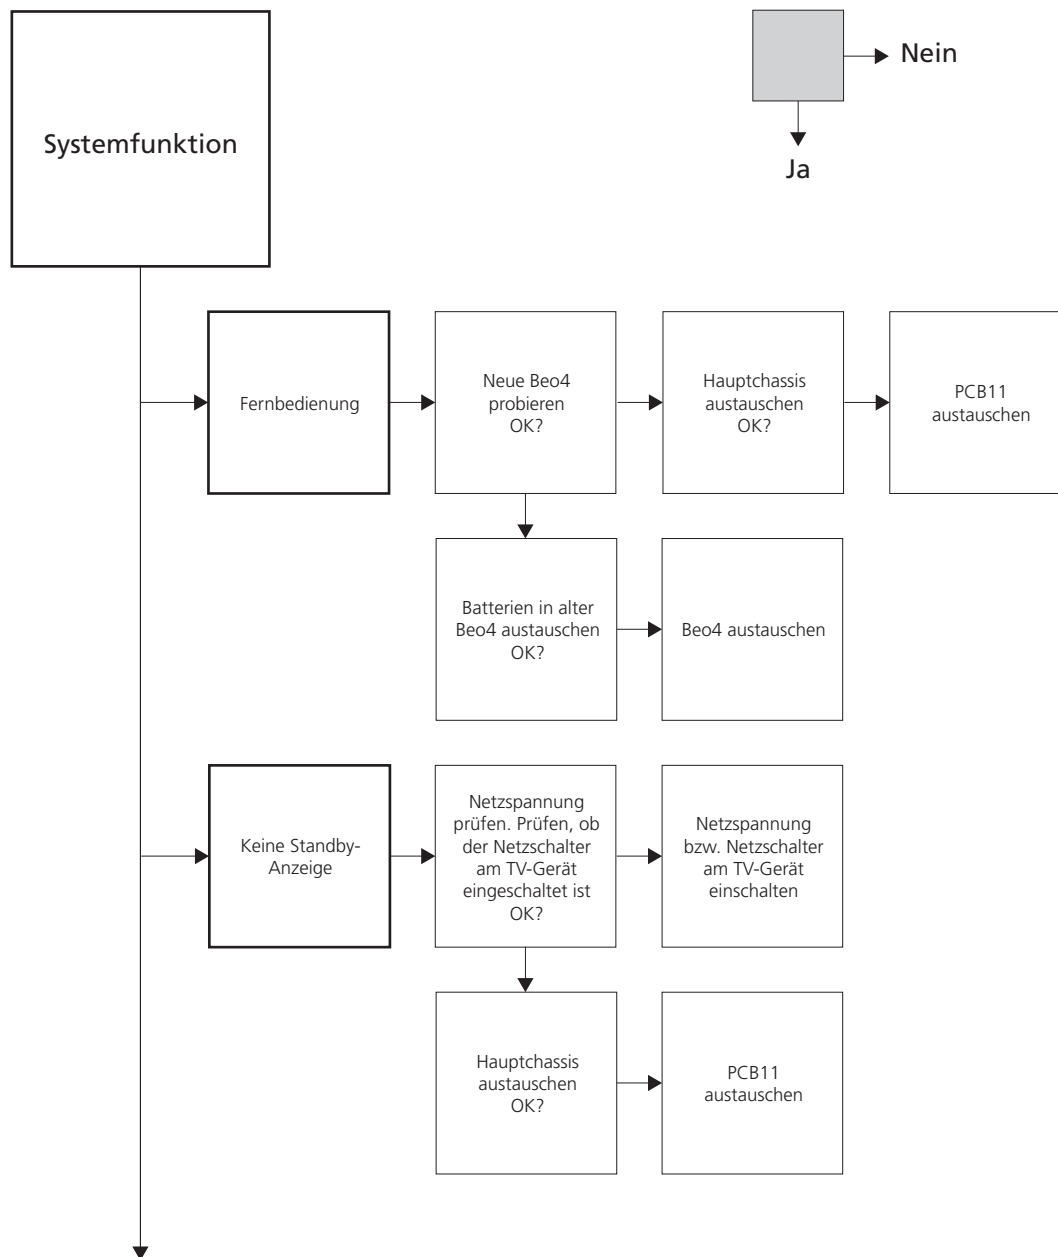 Systemfunktion
Nein
Ja
Fernbedienung
Neue Beo4
probieren
OK?
Hauptchassis
austauschen
OK?
PCB11
austauschen
Batterien in alter
Beo4 austauschen
OK?
Beo4 austauschen
Keine Standby-
Anzeige
Netzspannung
prüfen. Prüfen, ob
der Netzschalter
am TV-Gerät
eingeschaltet ist
OK?
Netzspannung
bzw. Netzschalter
am TV-Gerät
einschalten
Hauptchassis
austauschen
OK?
PCB11
austauschen